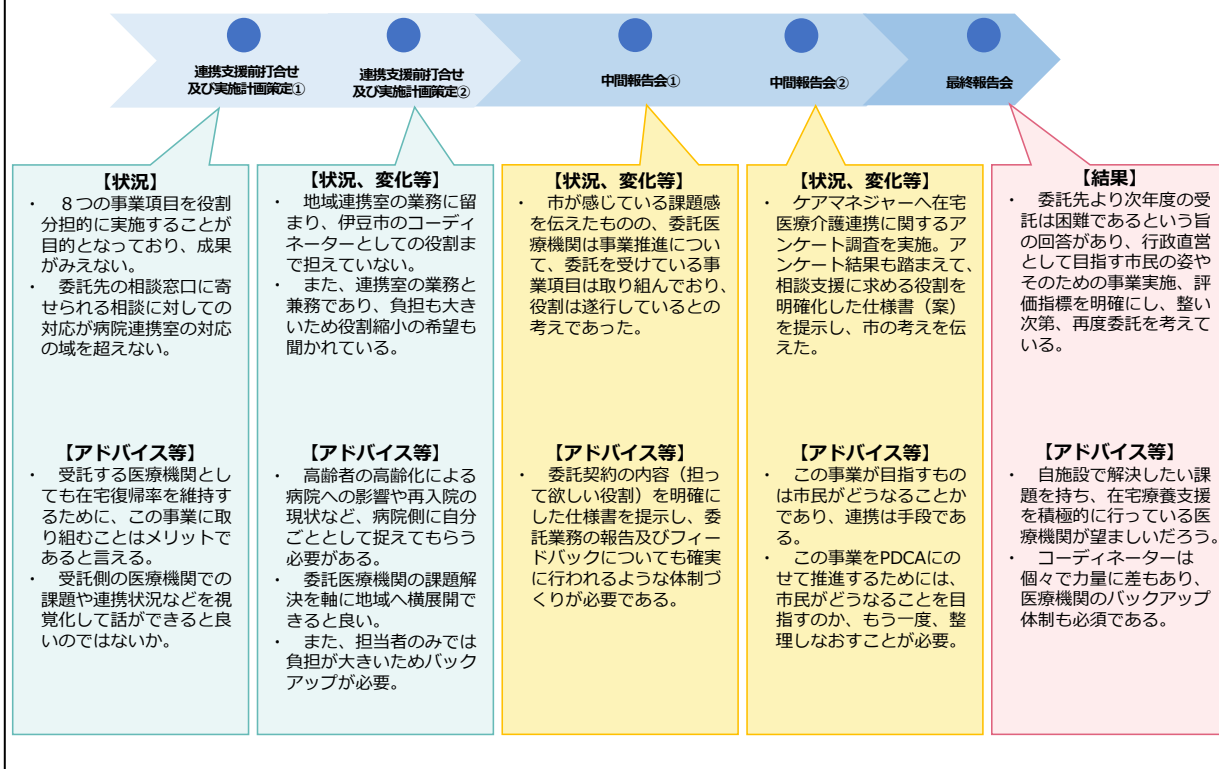 連携支援前打合せ
及び実施計画策定①
連携支援前打合せ
及び実施計画策定②
中間報告会①
中間報告会②
最終報告会
【状況】
・ ８つの事業項目を役割
分担的に実施することが
目的となっており、成果
がみえない。
・ 委託先の相談窓口に寄
せられる相談に対しての
対応が病院連携室の対応
の域を超えない。
【アドバイス等】
・ 受託する医療機関とし
ても在宅復帰率を維持す
るために、この事業に取
り組むことはメリットで
あると言える。
・ 受託側の医療機関での
課題や連携状況などを視
覚化して話ができると良
いのではないか。
【状況、変化等】
・ 地域連携室の業務に留
まり、伊豆市のコーディ
ネーターとしての役割ま
で担えていない。
・ また、連携室の業務と
兼務であり、負担も大き
いため役割縮小の希望も
聞かれている。
【アドバイス等】
・ 高齢者の高齢化による
病院への影響や再入院の
現状など、病院側に自分
ごととして捉えてもらう
必要がある。
・ 委託医療機関の課題解
決を軸に地域へ横展開で
きると良い。
・ また、担当者のみでは
負担が大きいためバック
アップが必要。
【状況、変化等】
・ 市が感じている課題感
を伝えたものの、委託医
療機関は事業推進につい
て、委託を受けている事
業項目は取り組んでおり、
役割は遂行しているとの
考えであった。
【アドバイス等】
・ 委託契約の内容（担っ
て欲しい役割）を明確に
した仕様書を提示し、委
託業務の報告及びフィー
ドバックについても確実
に行われるような体制づ
くりが必要である。
【状況、変化等】
・ ケアマネジャーへ在宅
医療介護連携に関するア
ンケート調査を実施。ア
ンケート結果も踏まえて、
相談支援に求める役割を
明確化した仕様書（案）
を提示し、市の考えを伝
えた。
【アドバイス等】
・ この事業が目指すもの
は市民がどうなることか
であり、連携は手段であ
る。
・ この事業をPDCAにの
せて推進するためには、
市民がどうなることを目
指すのか、もう一度、整
理しなおすことが必要。
【結果】
・ 委託先より次年度の受
託は困難であるという旨
の回答があり、行政直営
として目指す市民の姿や
そのための事業実施、評
価指標を明確にし、整い
次第、再度委託を考えて
いる。
【アドバイス等】
・ 自施設で解決したい課
題を持ち、在宅療養支援
を積極的に行っている医
療機関が望ましいだろう。
・ コーディネーターは
個々で力量に差もあり、
医療機関のバックアップ
体制も必須である。